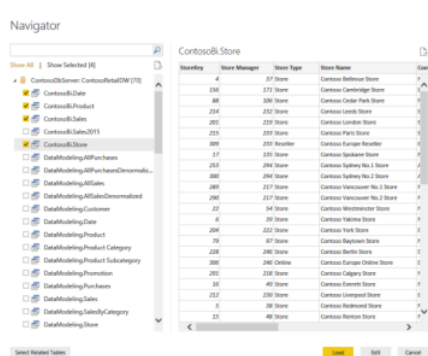 Navigator
Show All | Show Selected [4]
ContosoDbServer: ContosoRetailDW [73]
ContosoBi.Date
ContosoBi.Product
ContosoBi.Sales
ContosoBi.Sales2015
ContosoBi.Store
DataModeling.AllPurchases
DataModeling.AllPurchasesDenormalis...
DataModeling.AllSales
DataModeling.AllSalesDenormalized
DataModeling.Customer
DataModeling.Date
DataModeling.Product
DataModeling.Product Category
DataModeling.Product Subcategory
DataModeling.Promotion
DataModeling.Purchases
DataModeling.Sales
DataModeling.SalesByCategory
DataModeling.Store
Select Related Tables
ContosoBi.Store
StoreKey Store Manager Store Type Store Name Con
4 37 Store Contoso Bellevue Store
156 171 Store Contoso Cambridge Store
88 106 Store Contoso Cedar Park Store
214 232 Store Contoso Leeds Store
201 219 Store Contoso London Store
215 233 Store Contoso Paris Store
309 233 Reseller Contoso Europe Reseller
17 Store Contoso Spokane Store
253 294 Store Contoso Sydney No.1 Store
300 294 Store Contoso Sydney No.2 Store
289 217 Store Contoso Vancouver No.1 Store
290 217 Store Contoso Vancouver No.2 Store
22 54 Store Contoso Westminster Store
6 39 Store Contoso Yakima Store
204 222 Store Contoso York Store
79 97 Store Contoso Baytown Store
228 246 Store Contoso Berlin Store
306 246 Online Contoso Europe Online Store
201 218 Store Contoso Calgary Store
16 49 Store Contoso Everett Store
212 230 Store Contoso Liverpool Store
5 38 Store Contoso Redmond Store
15 48 Store Contoso Renton Store
Load Edit Cancel